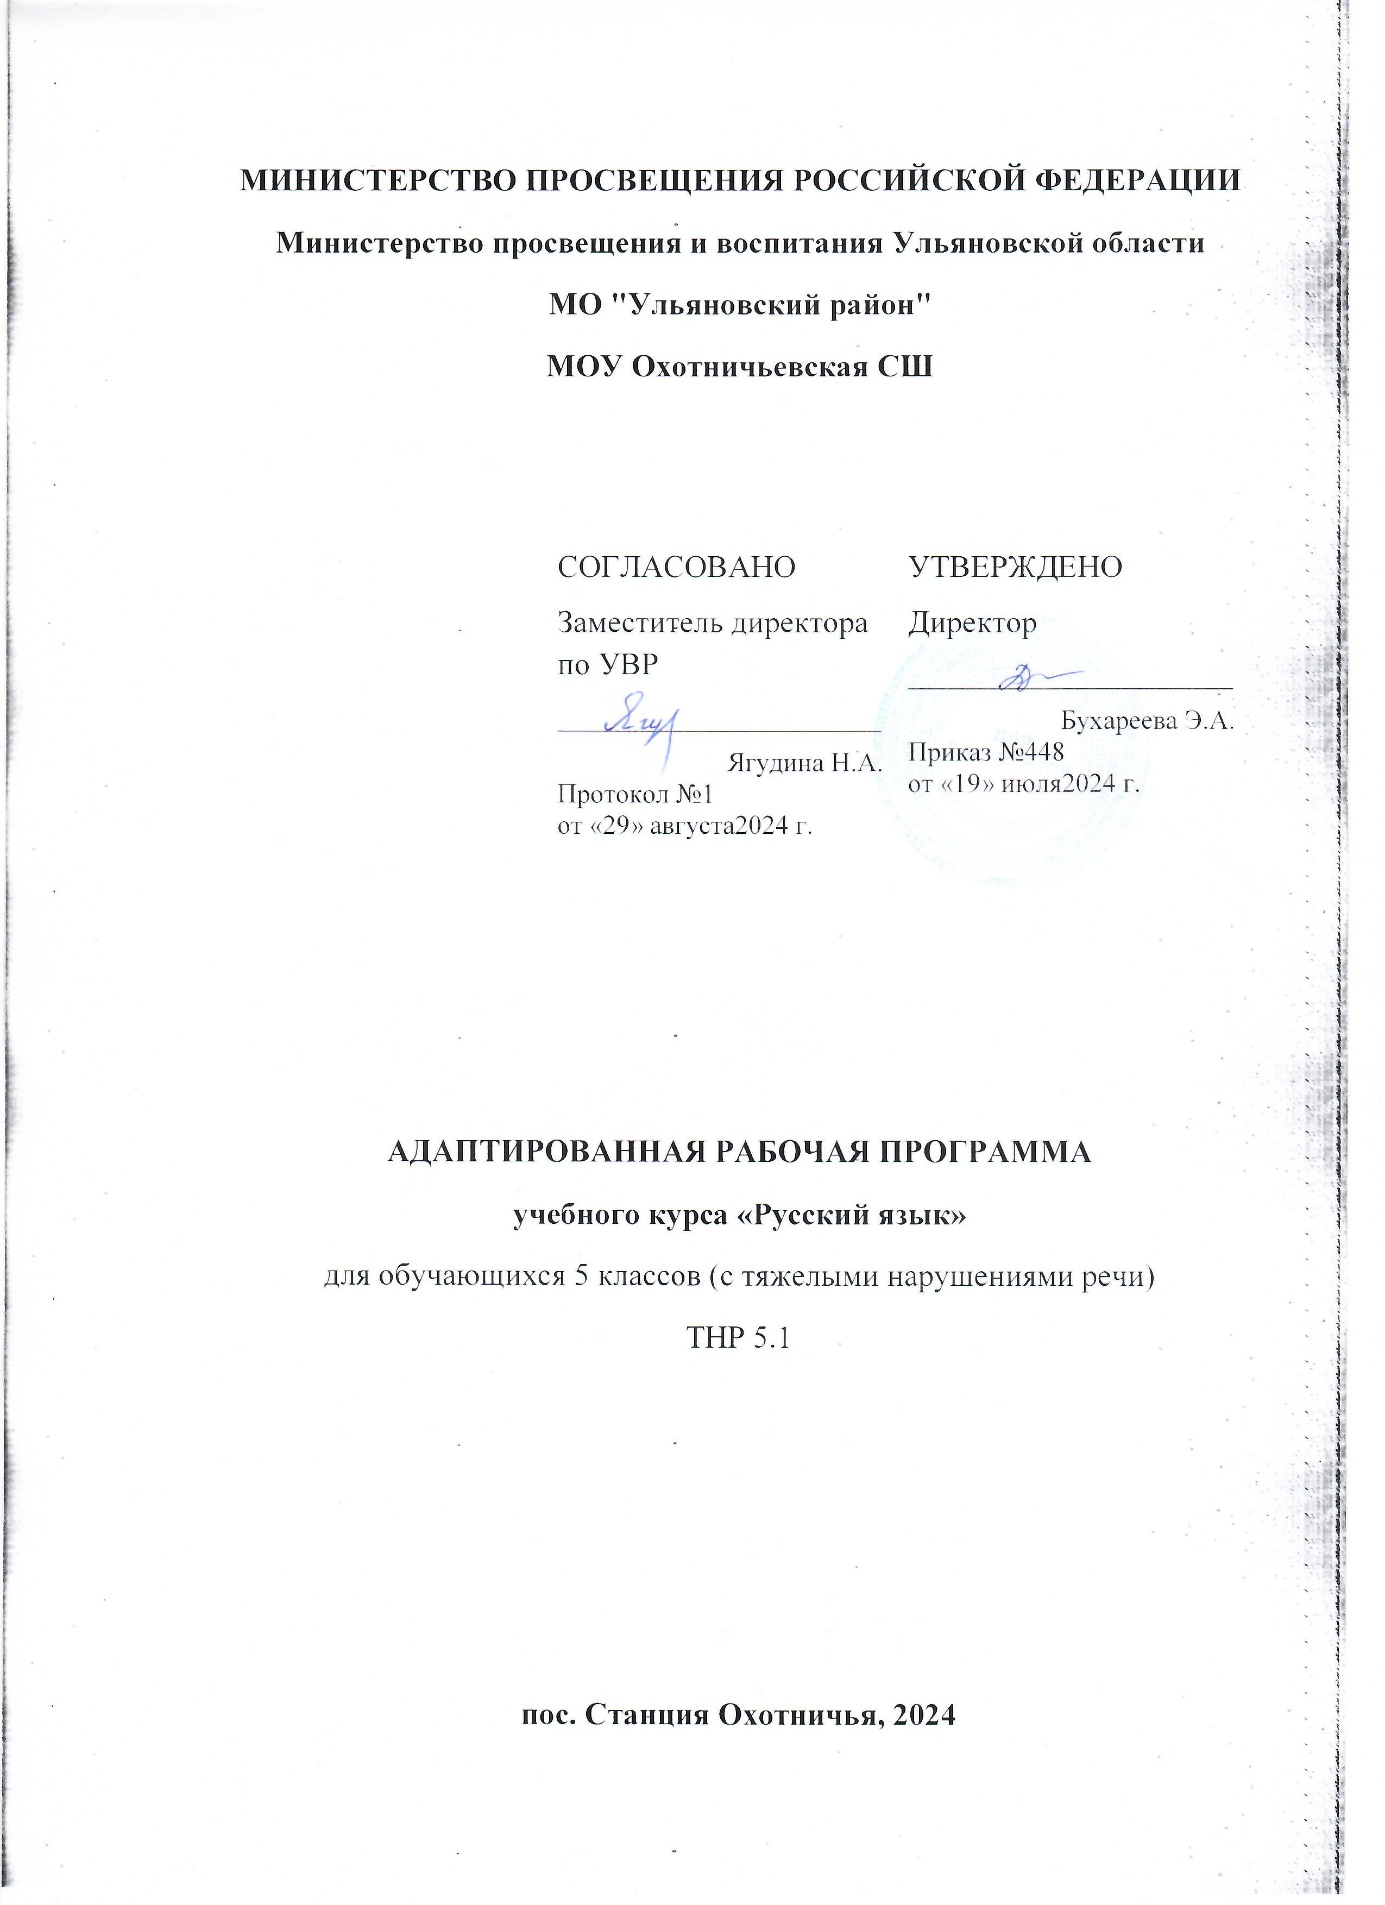 МИНИСТЕРСТВО ПРОСВЕЩЕНИЯ РОССИЙСКОЙ ФЕДЕРАЦИИ
Министерство просвещения и воспитания Ульяновской области
МО "Ульяновский район"
МОУ Охотничьевская СШ
СОГЛАСОВАНО
Заместитель директора
по УВР
Ягудина Н.А.
Протокол №1
от «29» августа2024 г.
УТВЕРЖДЕНО
Директор
Бухареева Э.А.
Приказ №448
от «19» июля2024 г.
АДАПТИРОВАННАЯ РАБОЧАЯ ПРОГРАММА
учебного курса «Русский язык»
для обучающихся 5 классов (с тяжелыми нарушениями речи)
ТНР 5.1
пос. Станция Охотничья, 2024